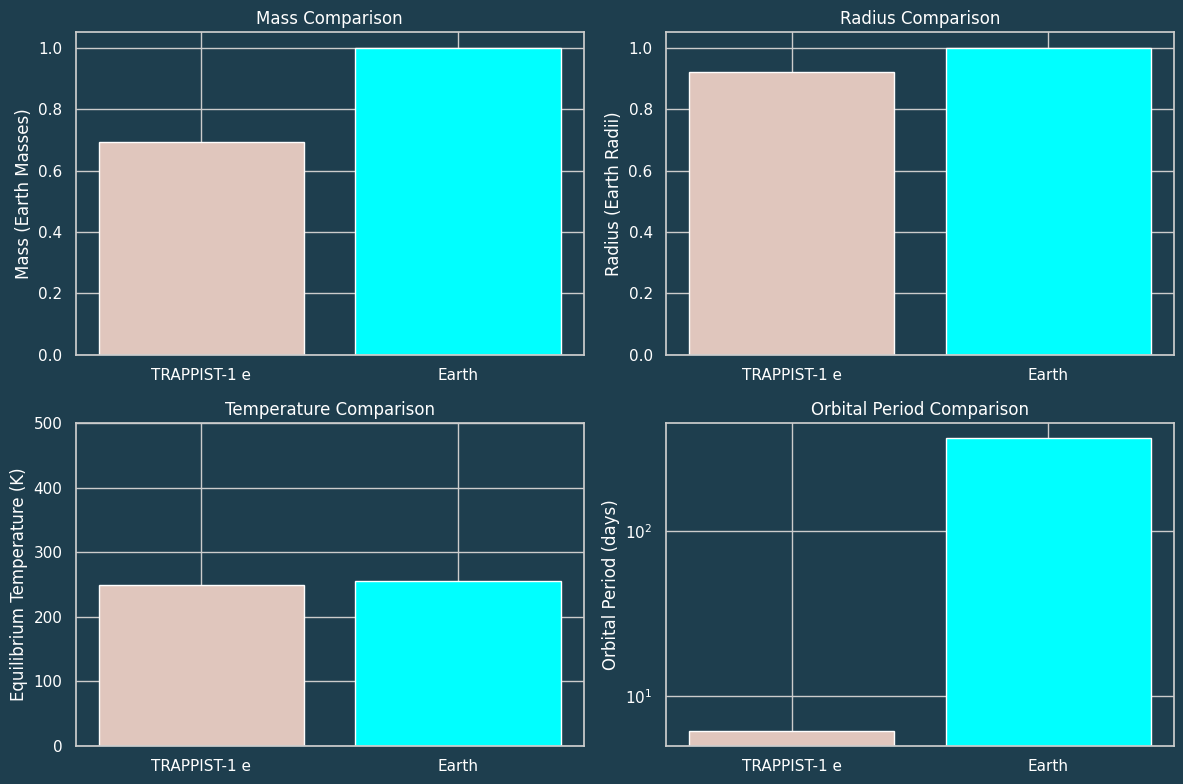 Mass Comparison
Mass (Earth Masses)
1.0
0.8
0.6
0.4
0.2
0.0
TRAPPIST-1 e
Earth
Radius Comparison
Radius (Earth Radii)
1.0
0.8
0.6
0.4
0.2
0.0
TRAPPIST-1 e
Earth
Temperature Comparison
Equilibrium Temperature (K)
500
400
300
200
100
0
TRAPPIST-1 e
Earth
Orbital Period Comparison
Orbital Period (days)
10²
10¹
TRAPPIST-1 e
Earth